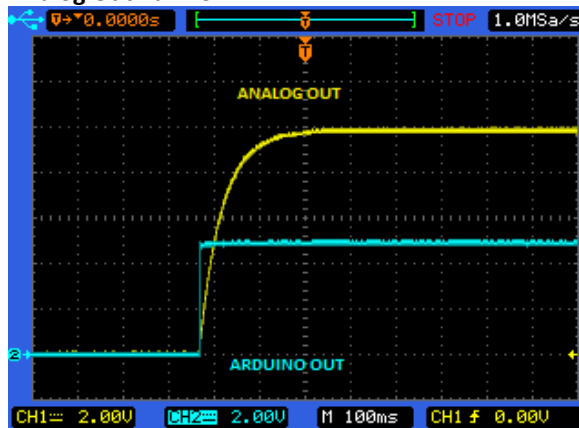 0.0000s T STOP 1.0MSa/s
T
ANALOG OUT
2
ARDUINO OUT
CH1 2.00V CH2 2.00V M 100ms CH1 0.00V